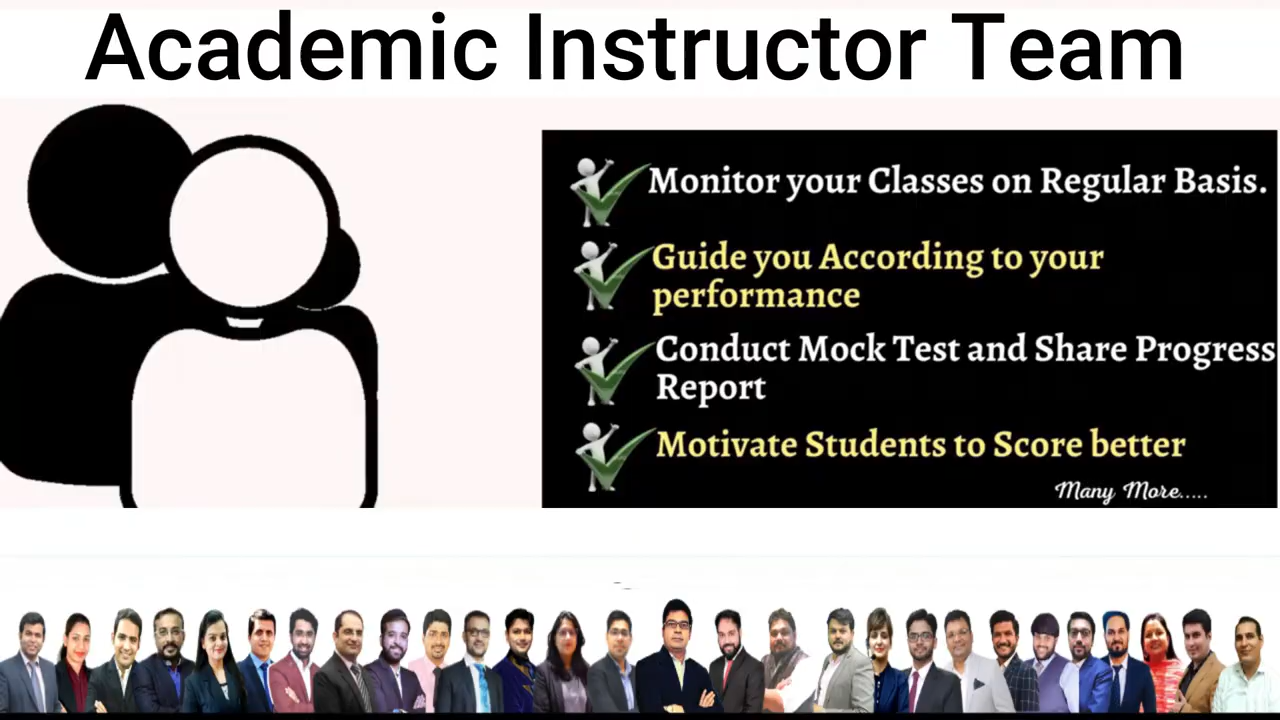 Academic Instructor Team
Monitor your Classes on Regular Basis.
Guide you According to your
performance
Conduct Mock Test and Share Progress
Report
Motivate Students to Score better
Many More.....